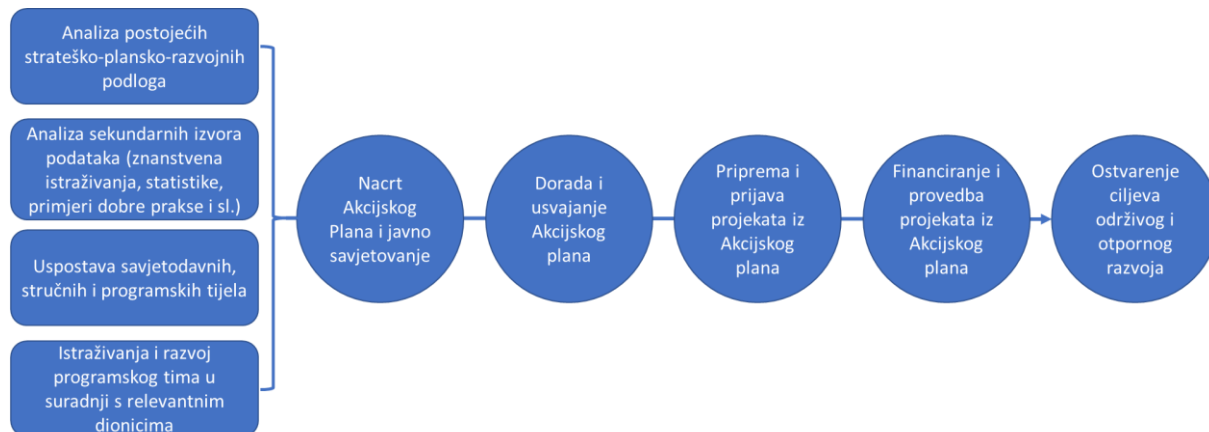 Analiza postojećih
strateško-plansko-razvojnih
podloga
Analiza sekundarnih izvora
podataka (znanstvena
istraživanja, statistike,
primjeri dobre prakse i sl.)
Uspostava savjetodavnih,
stručnih i programskih tijela
Istraživanja i razvoj
programskog tima u
suradnji s relevantnim
dionicima
Nacrt
Akcijskog
Plana i javno
savjetovanje
Dorada i
usvajanje
Akcijskog
plana
Priprema i
prijava
projekata iz
Akcijskog
plana
Financiranje i
provedba
projekata iz
Akcijskog
plana
Ostvarenje
ciljeva
održivog i
otpornog
razvoja